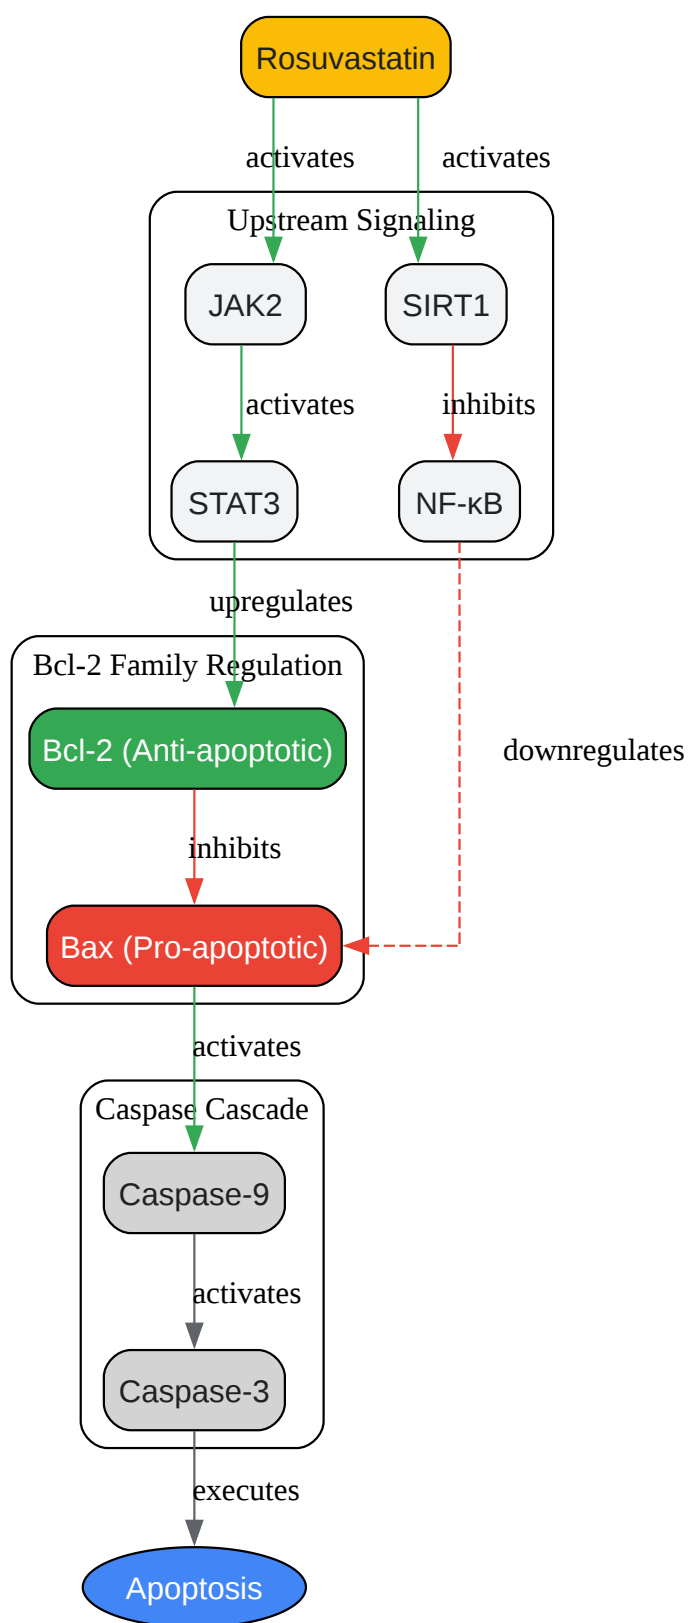 Rosuvastatin
activates
activates
Upstream Signaling
JAK2
SIRT1
activates
inhibits
STAT3
NF-κB
upregulates
Bcl-2 Family Regulation
Bcl-2 (Anti-apoptotic)
downregulates
inhibits
Bax (Pro-apoptotic)
activates
Caspase Cascade
Caspase-9
activates
Caspase-3
executes
Apoptosis